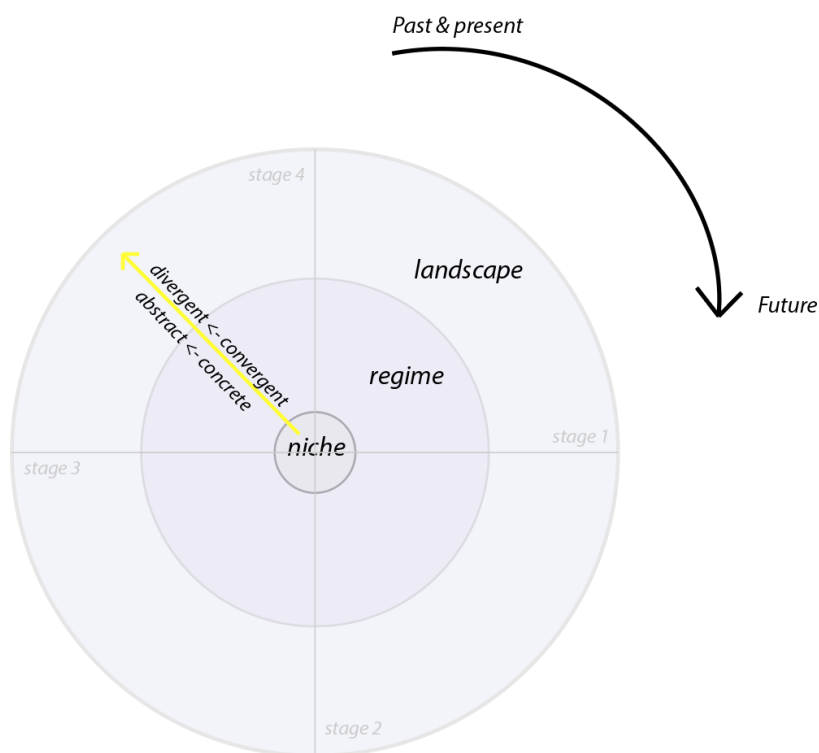 Past & present
stage 4
landscape
divergent <- convergent
abstract <- concrete
Future
regime
stage 1
niche
stage 3
stage 2